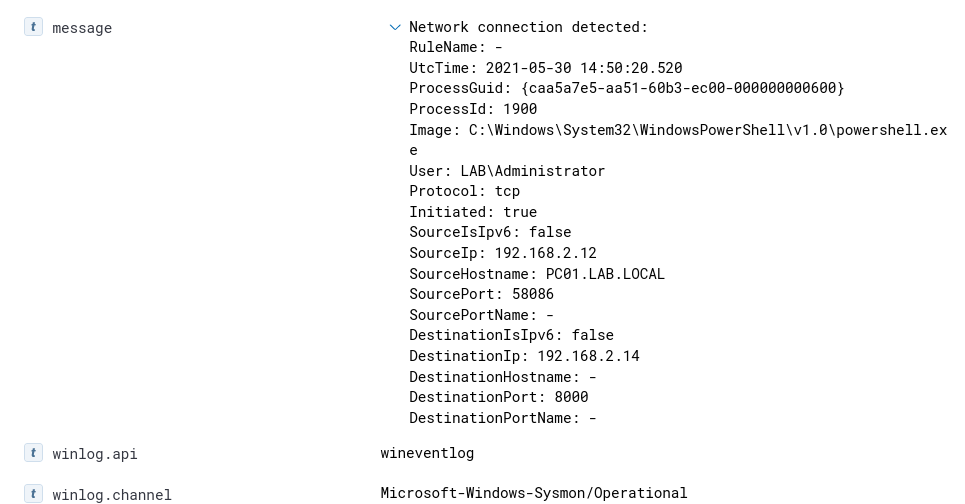 t message
Network connection detected:
RuleName: -
UtcTime: 2021-05-30 14:50:20.520
ProcessGuid: {caa5a7e5-aa51-60b3-ec00-000000000600}
ProcessId: 1900
Image: C:\Windows\System32\WindowsPowerShell\v1.0\powershell.ex
e
User: LAB\Administrator
Protocol: tcp
Initiated: true
SourceIsIpv6: false
SourceIp: 192.168.2.12
SourceHostname: PC01.LAB.LOCAL
SourcePort: 58086
SourcePortName: -
DestinationIsIpv6: false
DestinationIp: 192.168.2.14
DestinationHostname: -
DestinationPort: 8000
DestinationPortName: -
t winlog.api wineventlog
t winlog.channel Microsoft-Windows-Sysmon/Operational